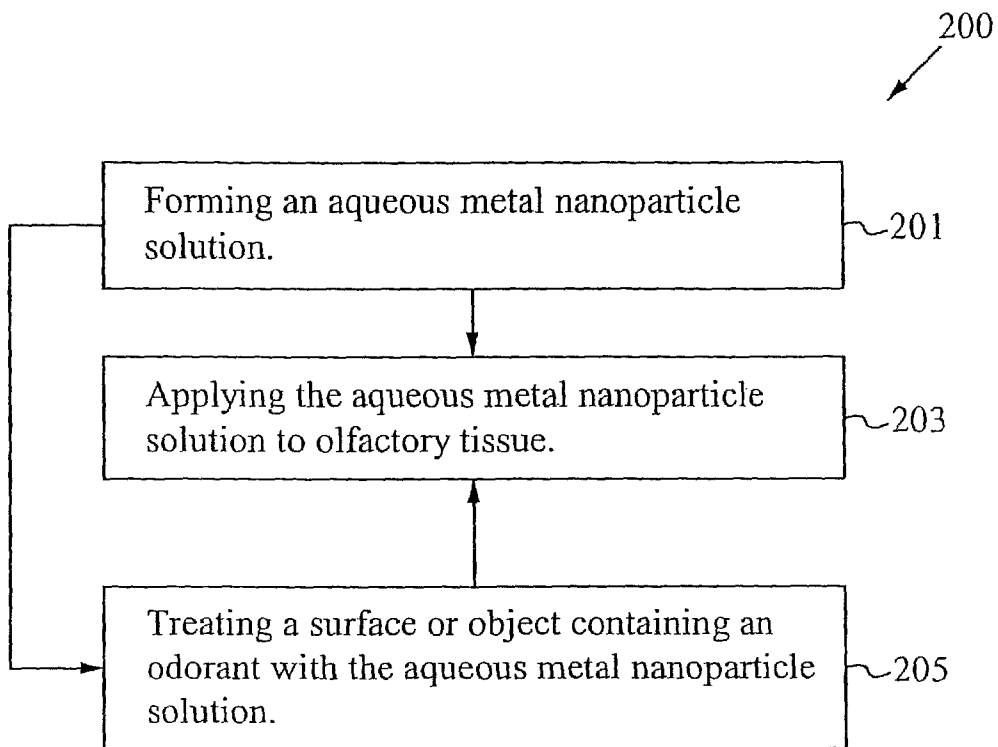 200
Forming an aqueous metal nanoparticle
solution.
201
Applying the aqueous metal nanoparticle
solution to olfactory tissue.
203
Treating a surface or object containing an
odorant with the aqueous metal nanoparticle
solution.
205